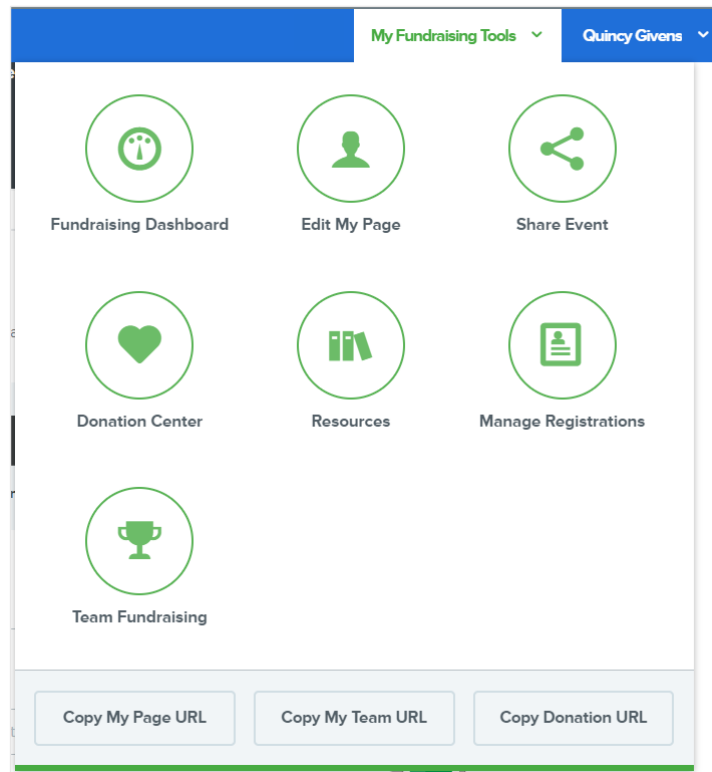 My Fundraising Tools
Quincy Givens
Fundraising Dashboard
Edit My Page
Share Event
Donation Center
Resources
Manage Registrations
Team Fundraising
Copy My Page URL
Copy My Team URL
Copy Donation URL